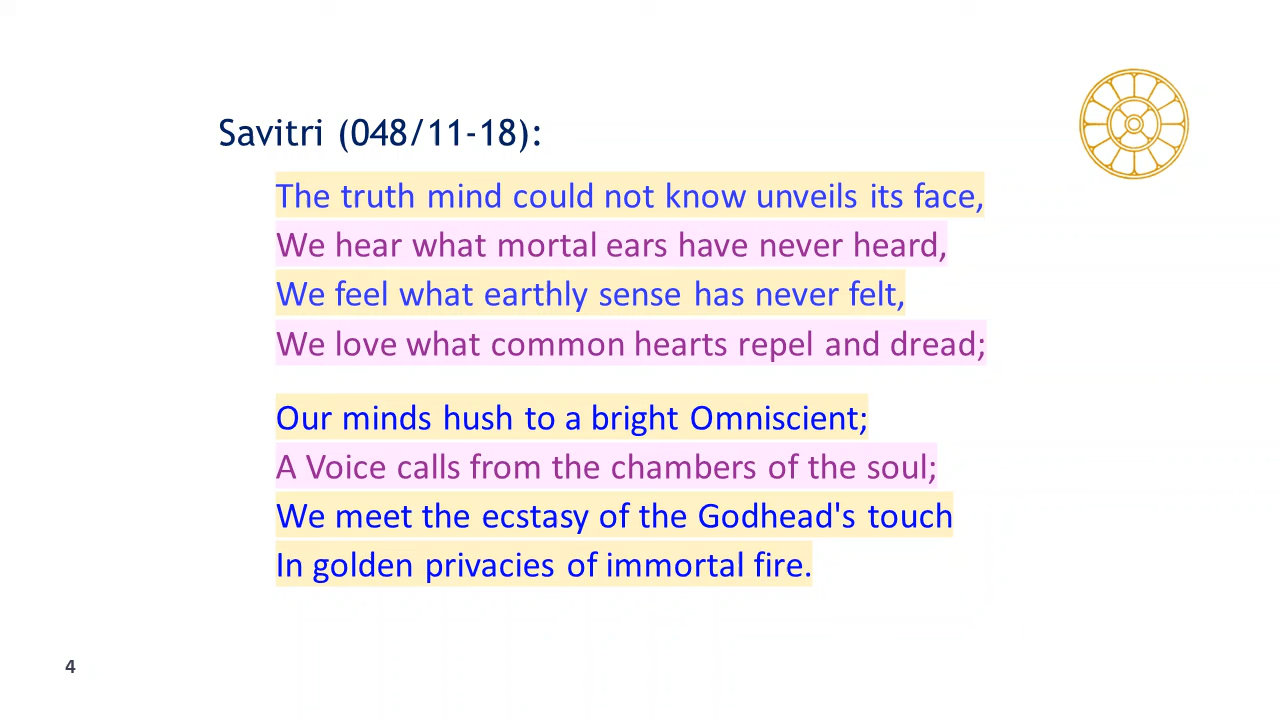 Savitri (048/11-18):
The truth mind could not know unveils its face,
We hear what mortal ears have never heard,
We feel what earthly sense has never felt,
We love what common hearts repel and dread;
Our minds hush to a bright Omniscient;
A Voice calls from the chambers of the soul;
We meet the ecstasy of the Godhead's touch
In golden privacies of immortal fire.
4